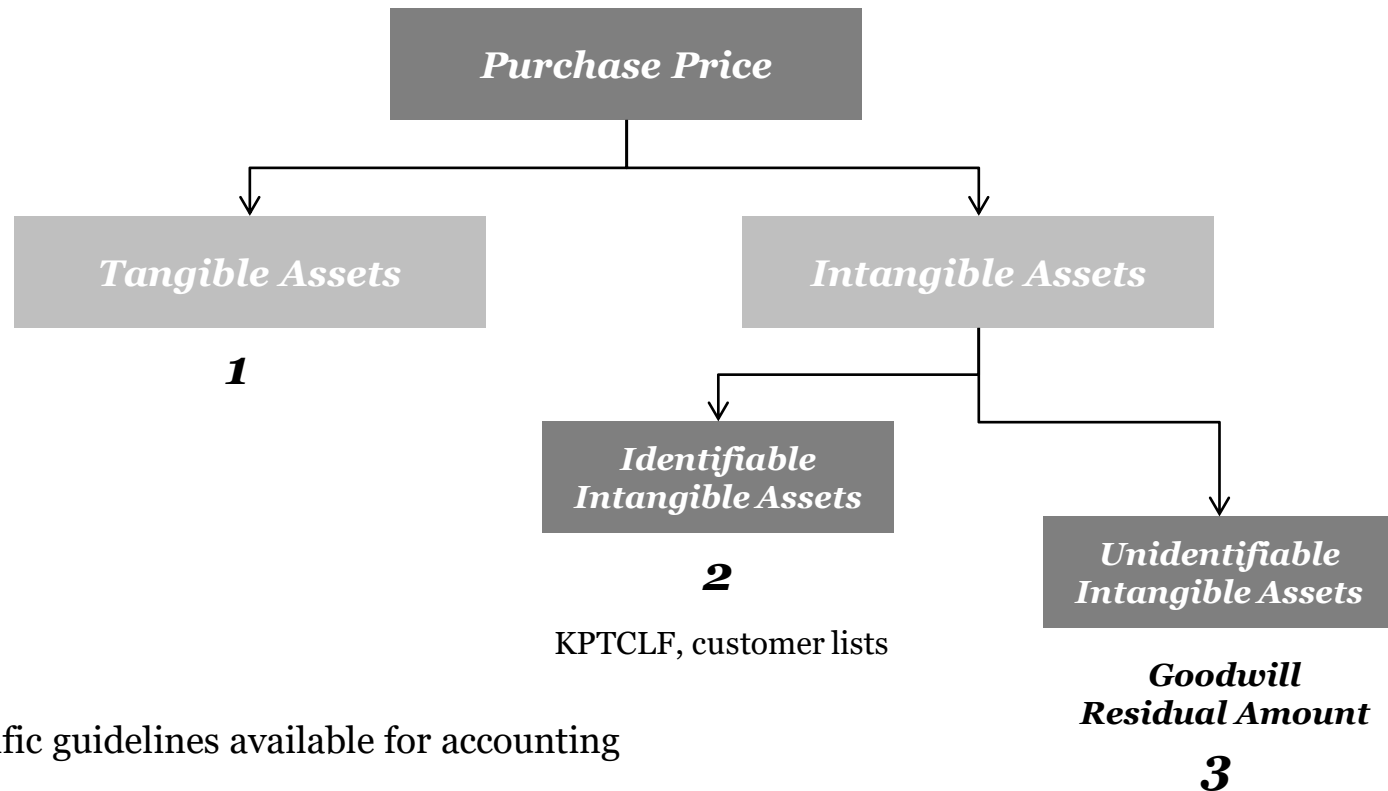 Purchase Price
Tangible Assets
Intangible Assets
1
Identifiable
Intangible Assets
2
KPTCLF, customer lists
Unidentifiable
Intangible Assets
Goodwill
Residual Amount
3
guidelines available for accounting